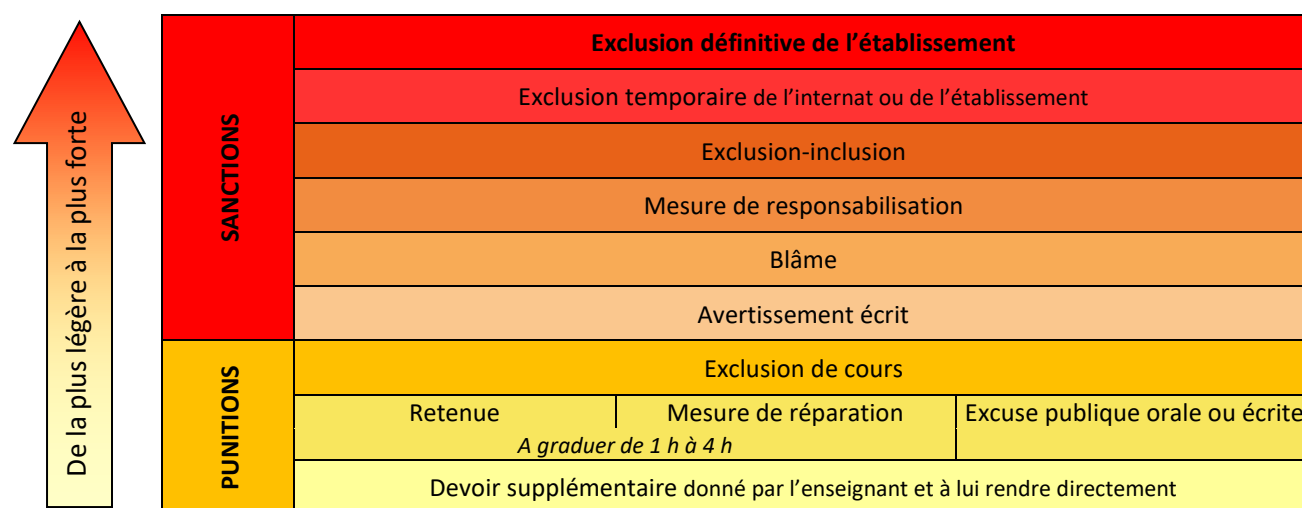 De la plus légère à la plus forte
SANCTIONS
Exclusion définitive de l’établissement
Exclusion temporaire de l’internat ou de l’établissement
Exclusion-inclusion
Mesure de responsabilisation
Blâme
Avertissement écrit
PUNITIONS
Exclusion de cours
Retenue
Mesure de réparation
Excuse publique orale ou écrite
A graduer de 1 h à 4 h
Devoir supplémentaire donné par l’enseignant et à lui rendre directement